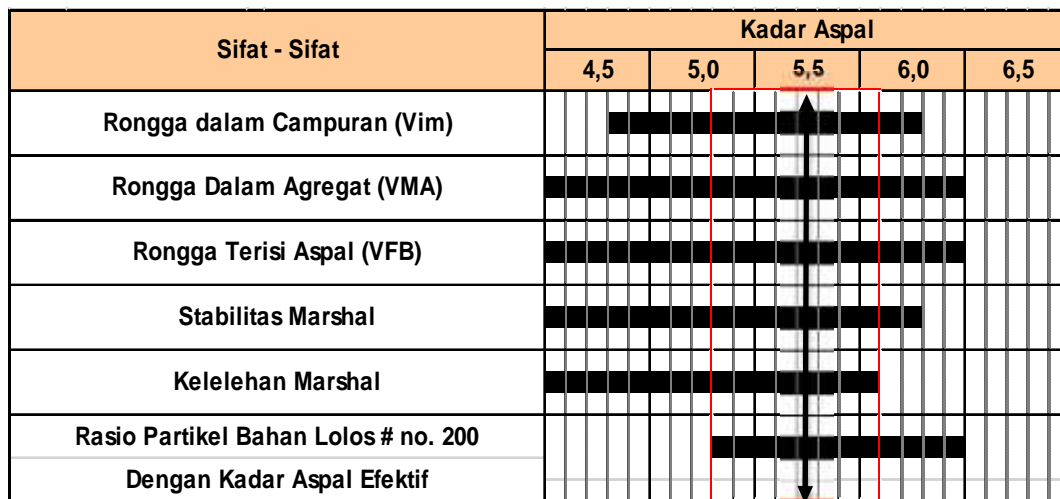 Sifat - Sifat
Kadar Aspal
4,5 5,0 5,5 6,0 6,5
Rongga dalam Campuran (Vim)
Rongga Dalam Agregat (VMA)
Rongga Terisi Aspal (VFB)
Stabilitas Marshal
Kelelehan Marshal
Rasio Partikel Bahan Lolos # no. 200
Dengan Kadar Aspal Efektif